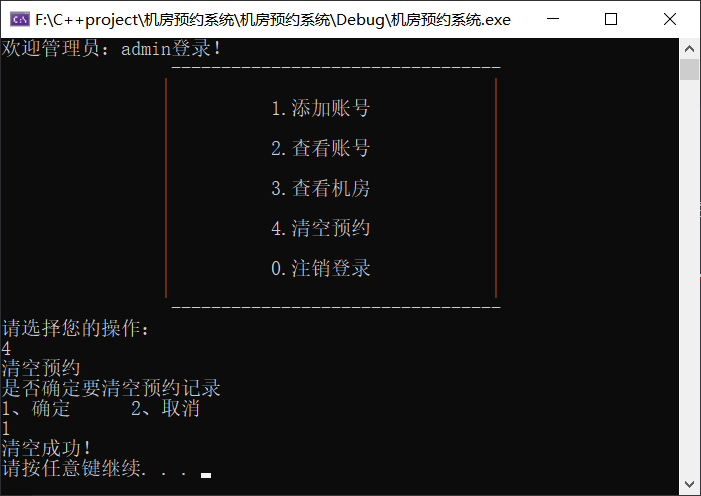 F:\C++project\机房预约系统\机房预约系统\Debug\机房预约系统.exe
欢迎管理员：admin登录！
---------------------------------
1.添加账号
2.查看账号
3.查看机房
4.清空预约
0.注销登录
---------------------------------
请选择您的操作：
4
清空预约
是否确定要清空预约记录
1、确定      2、取消
1
清空成功！
请按任意键继续. . .